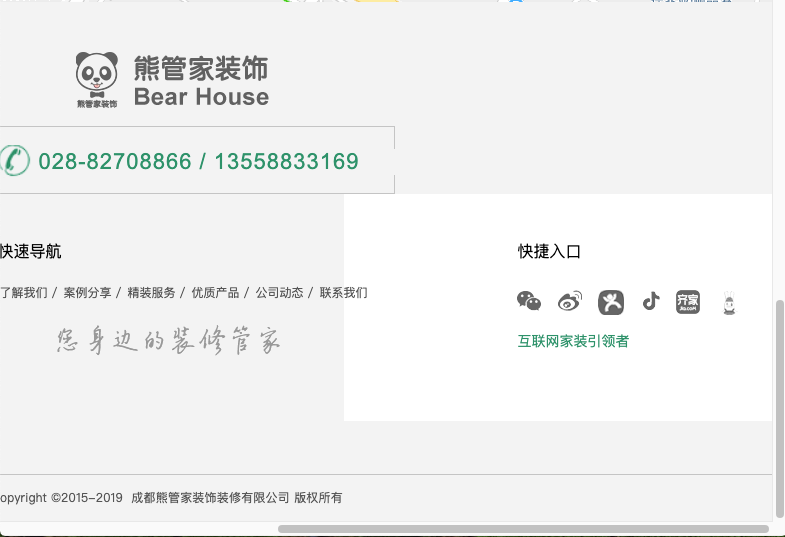 熊管家装饰
Bear House
熊管家装饰
028-82708866 / 13558833169
快速导航
快捷入口
了解我们 / 案例分享 / 精装服务 / 优质产品 / 公司动态 / 联系我们
齐家
Jia.com
您身边的装修管家
互联网家装引领者
opyright ©2015-2019 成都熊管家装饰装修有限公司 版权所有